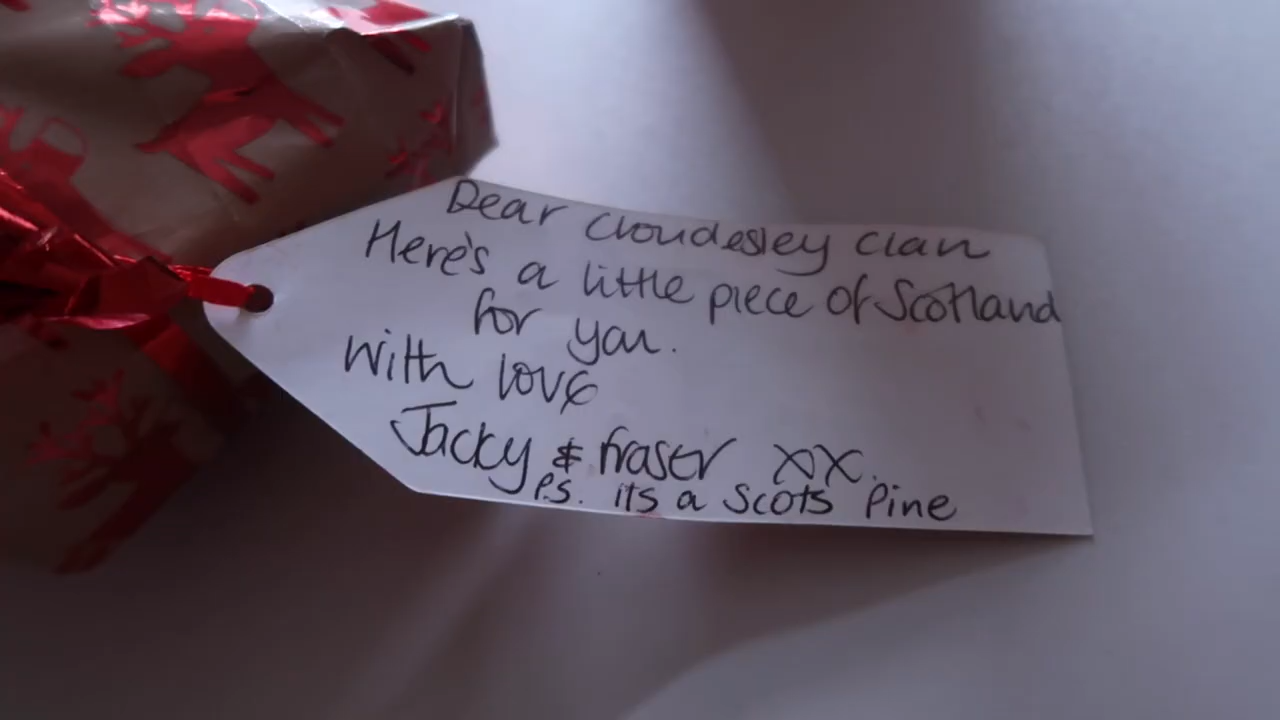 Dear Cloudesley Clan
Here's a little piece of Scotland
for you.
With love
Jacky & Fraser xx.
P.S. its a Scots Pine